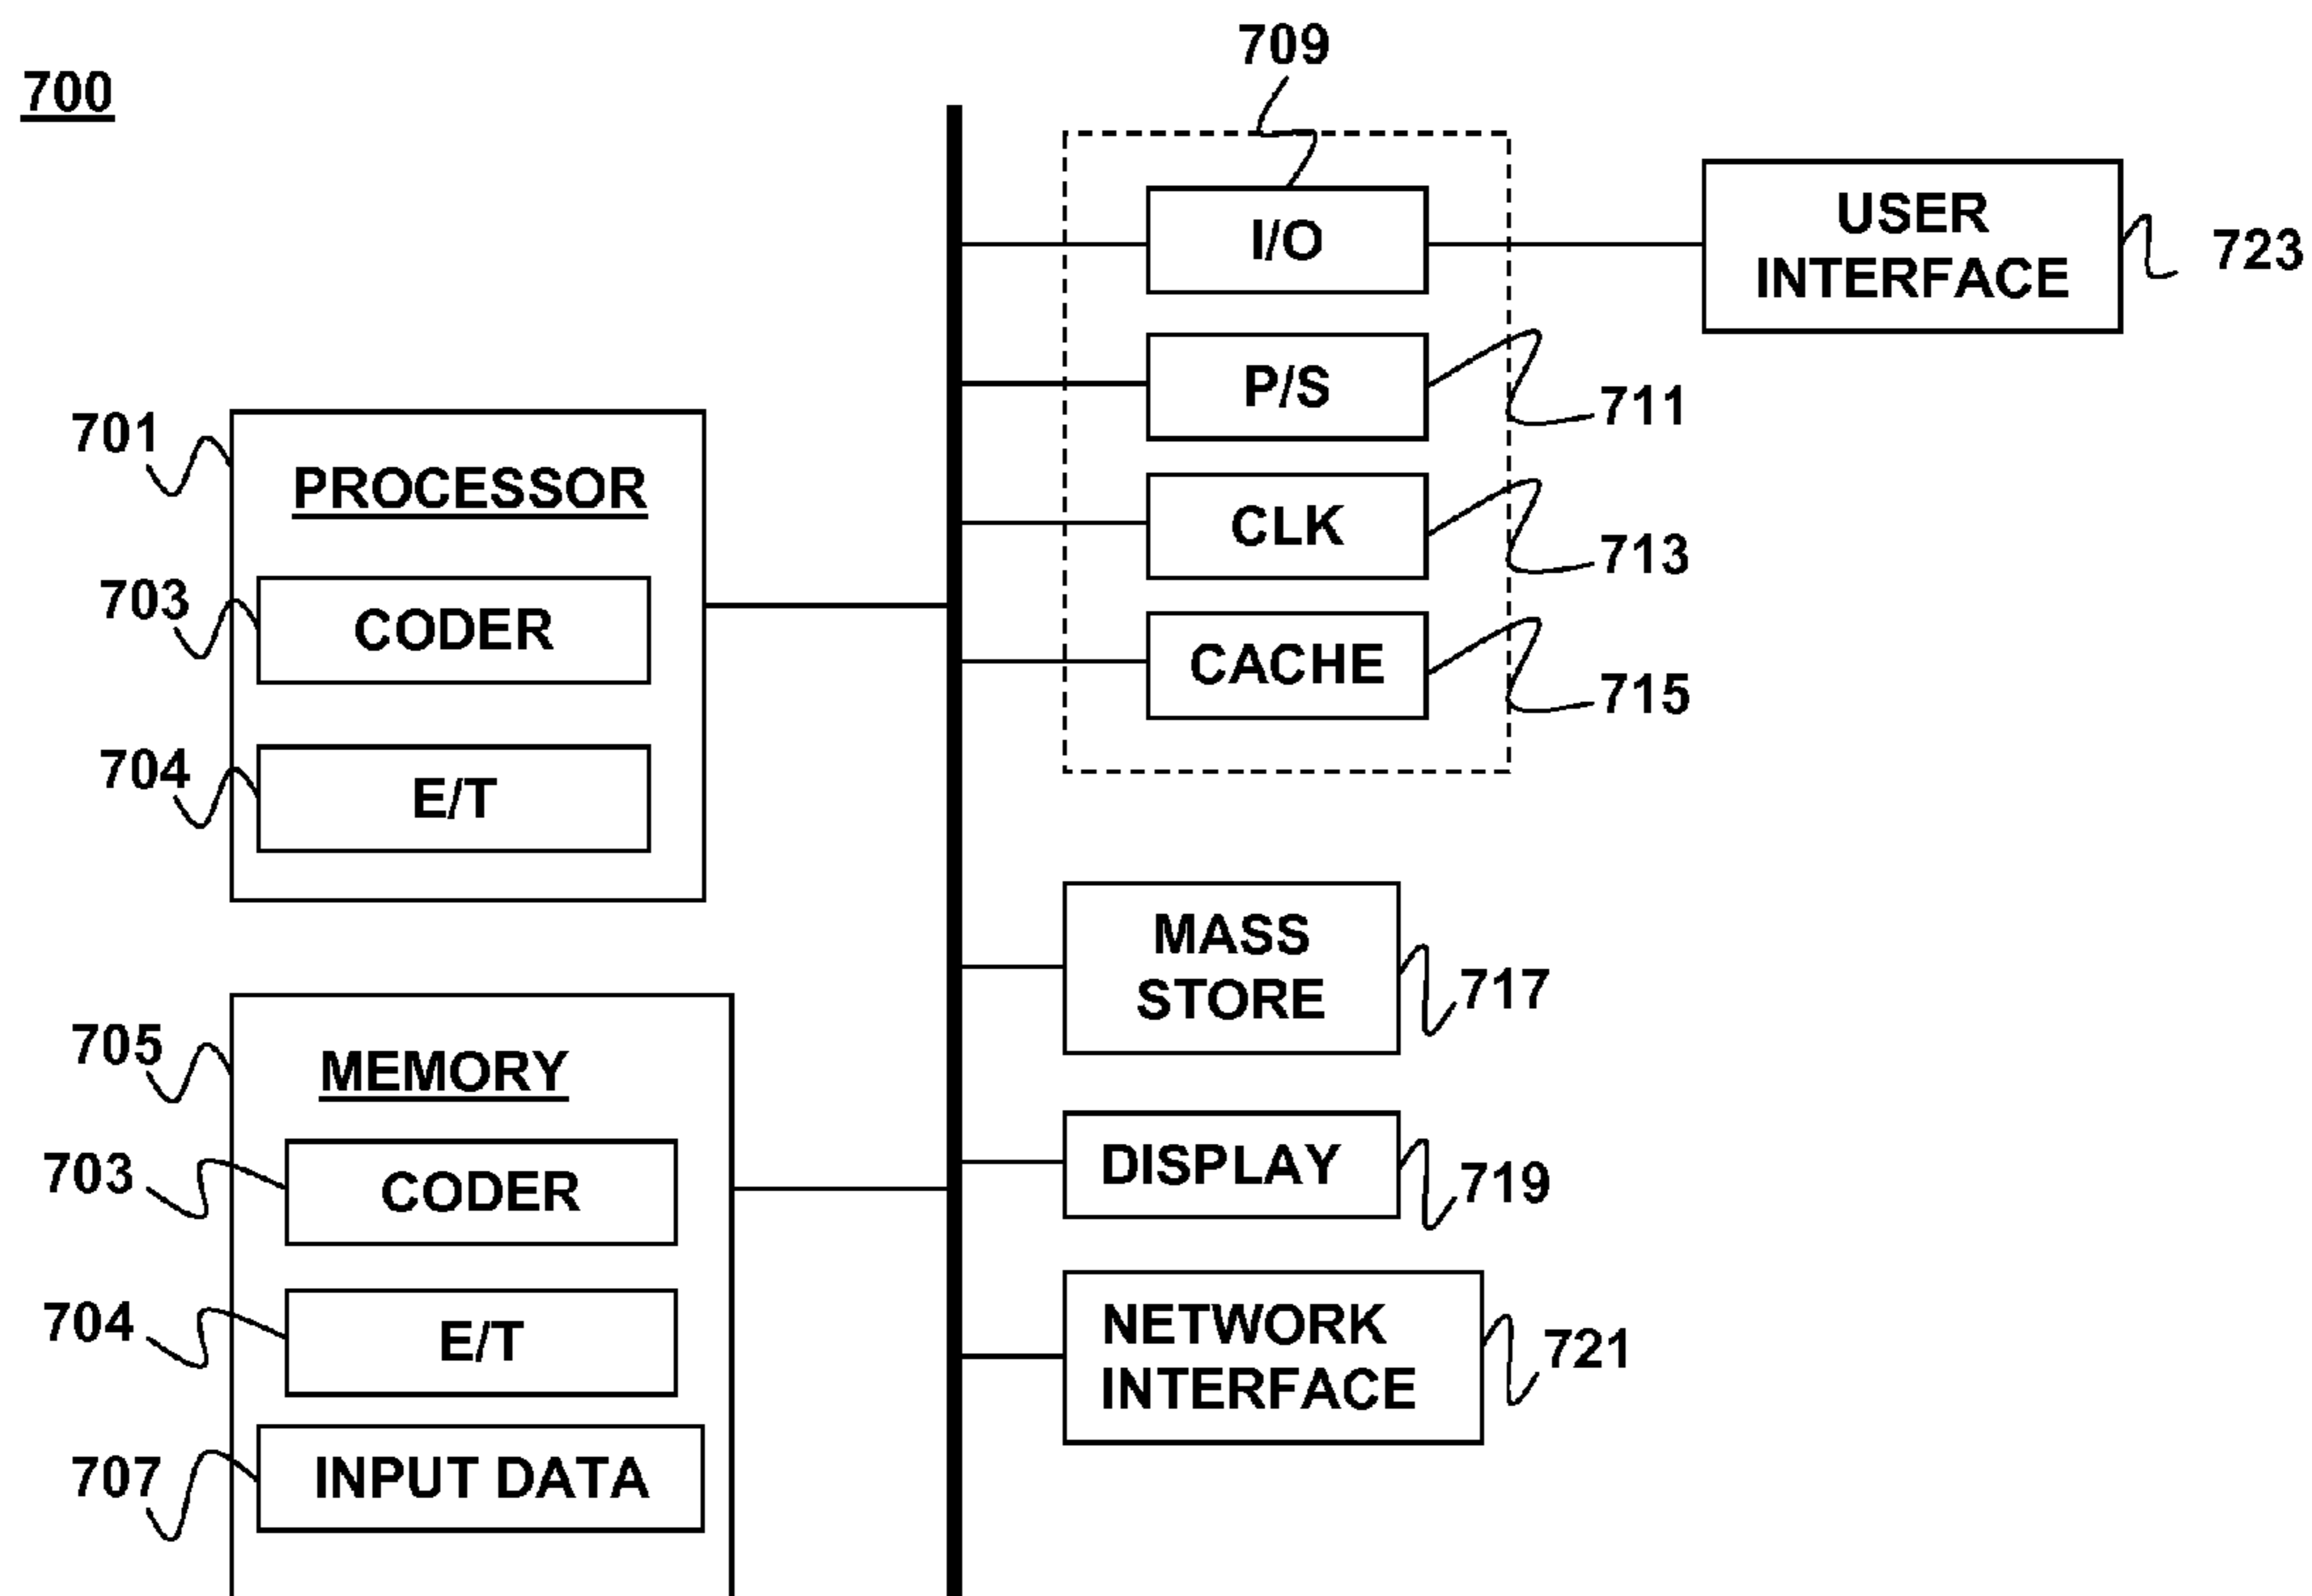 700
709
I/O
USER
INTERFACE
723
P/S
711
701
PROCESSOR
CLK
713
703
CODER
CACHE
715
704
E/T
MASS
STORE
717
705
MEMORY
703
CODER
DISPLAY
719
704
E/T
NETWORK
INTERFACE
721
707
INPUT DATA